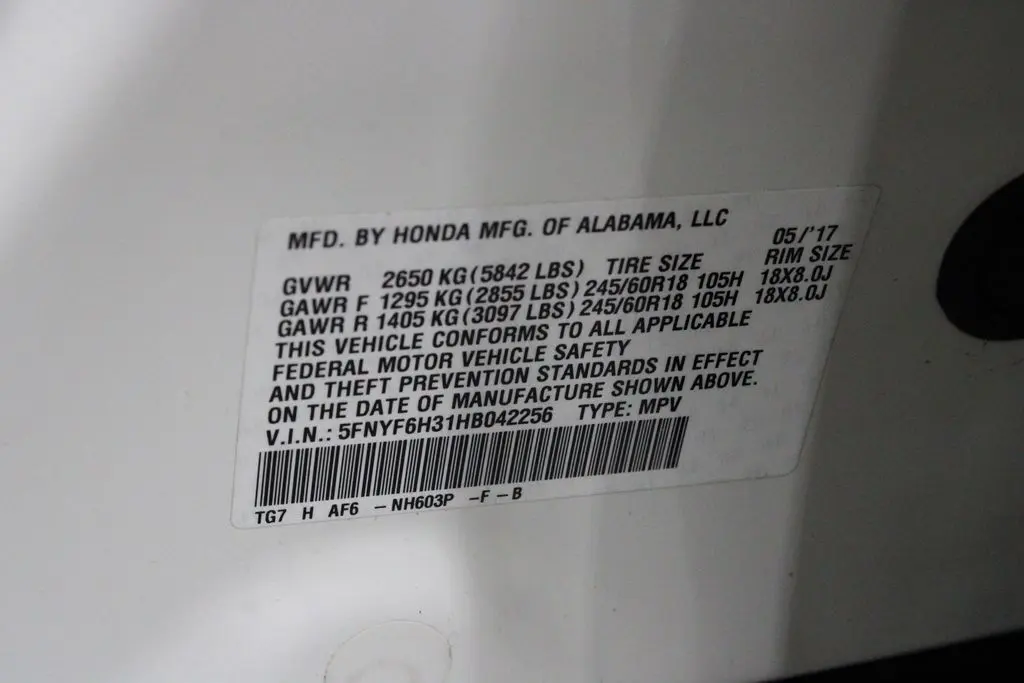 MFD. BY HONDA MFG. OF ALABAMA, LLC
05/'17
GVWR 2650 KG (5842 LBS) TIRE SIZE RIM SIZE
GAWR F 1295 KG (2855 LBS) 245/60R18 105H 18X8.0J
GAWR R 1405 KG (3097 LBS) 245/60R18 105H 18X8.0J
THIS VEHICLE CONFORMS TO ALL APPLICABLE
FEDERAL MOTOR VEHICLE SAFETY
AND THEFT PREVENTION STANDARDS IN EFFECT
ON THE DATE OF MANUFACTURE SHOWN ABOVE.
V.I.N.: 5FNYF6H31HB042256 TYPE: MPV
TG7 H AF6 - NH603P -F-B